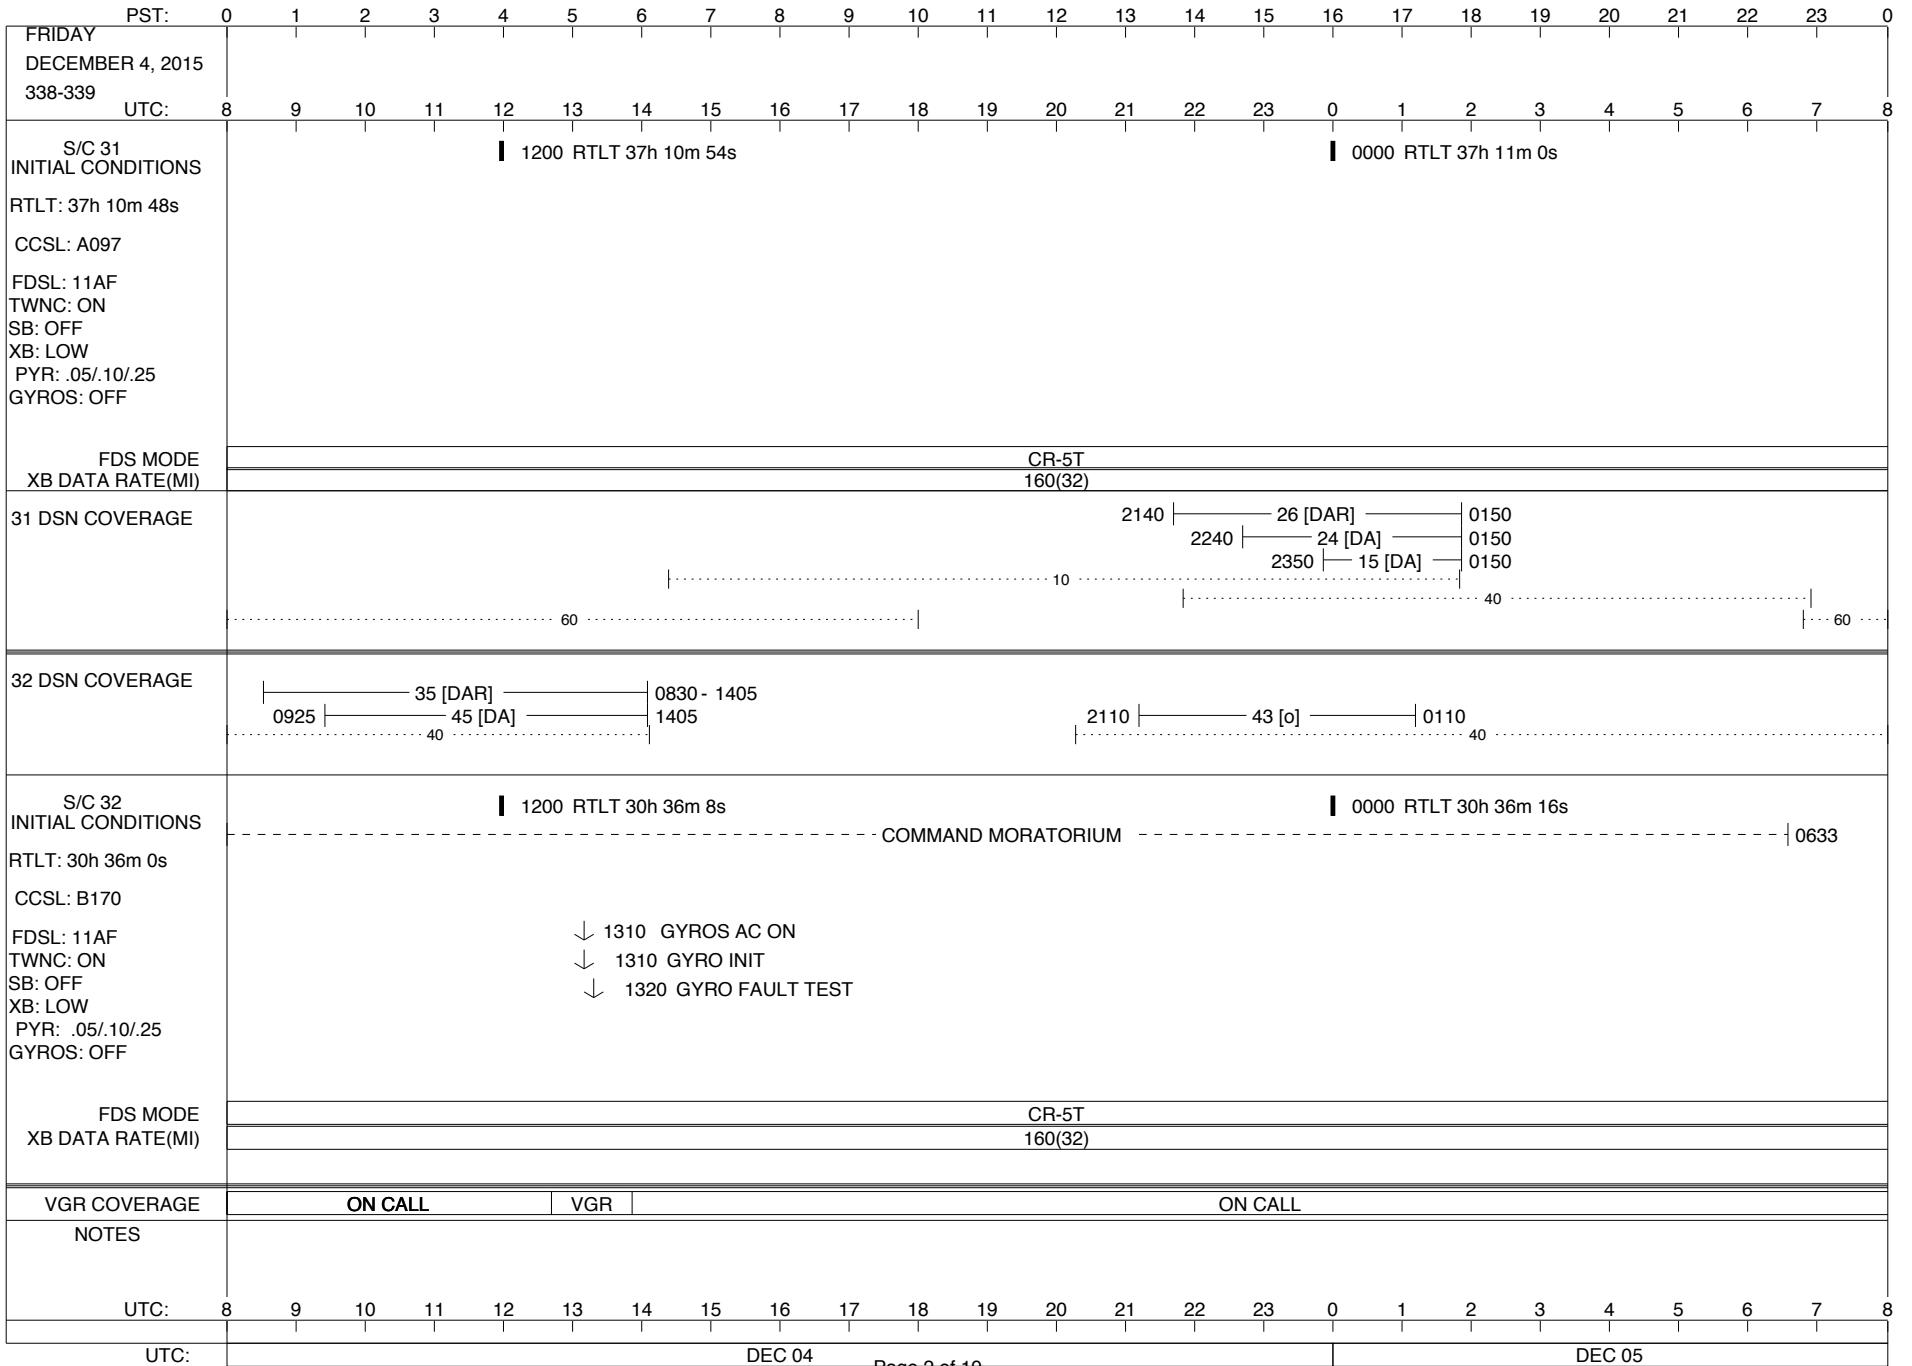 PST: 0 1 2 3 4 5 6 7 8 9 10 11 12 13 14 15 16 17 18 19 20 21 22 23 0
FRIDAY
DECEMBER 4, 2015
338-339
UTC: 8 9 10 11 12 13 14 15 16 17 18 19 20 21 22 23 0 1 2 3 4 5 6 7 8
S/C 31
INITIAL CONDITIONS
1200 RTLT 37h 10m 54s
0000 RTLT 37h 11m 0s
RTLT: 37h 10m 48s
CCSL: A097
FDSL: 11AF
TWNC: ON
SB: OFF
XB: LOW
PYR: .05/.10/.25
GYROS: OFF
FDS MODE CR-5T
XB DATA RATE(MI) 160(32)
31 DSN COVERAGE
2140 26 [DAR] 0150
2240 24 [DA] 0150
2350 15 [DA] 0150
10
40
60 60
32 DSN COVERAGE
35 [DAR] 0830 - 1405
0925 45 [DA] 1405 2110 43 [o] 0110
40 40
S/C 32
INITIAL CONDITIONS
1200 RTLT 30h 36m 8s
0000 RTLT 30h 36m 16s
COMMAND MORATORIUM 0633
RTLT: 30h 36m 0s
CCSL: B170
FDSL: 11AF
TWNC: ON
SB: OFF
XB: LOW
PYR: .05/.10/.25
GYROS: OFF
1310 GYROS AC ON
1310 GYRO INIT
1320 GYRO FAULT TEST
FDS MODE CR-5T
XB DATA RATE(MI) 160(32)
VGR COVERAGE ON CALL VGR ON CALL
NOTES
UTC: 8 9 10 11 12 13 14 15 16 17 18 19 20 21 22 23 0 1 2 3 4 5 6 7 8
UTC: DEC 04 DEC 05
Page 2 of 19